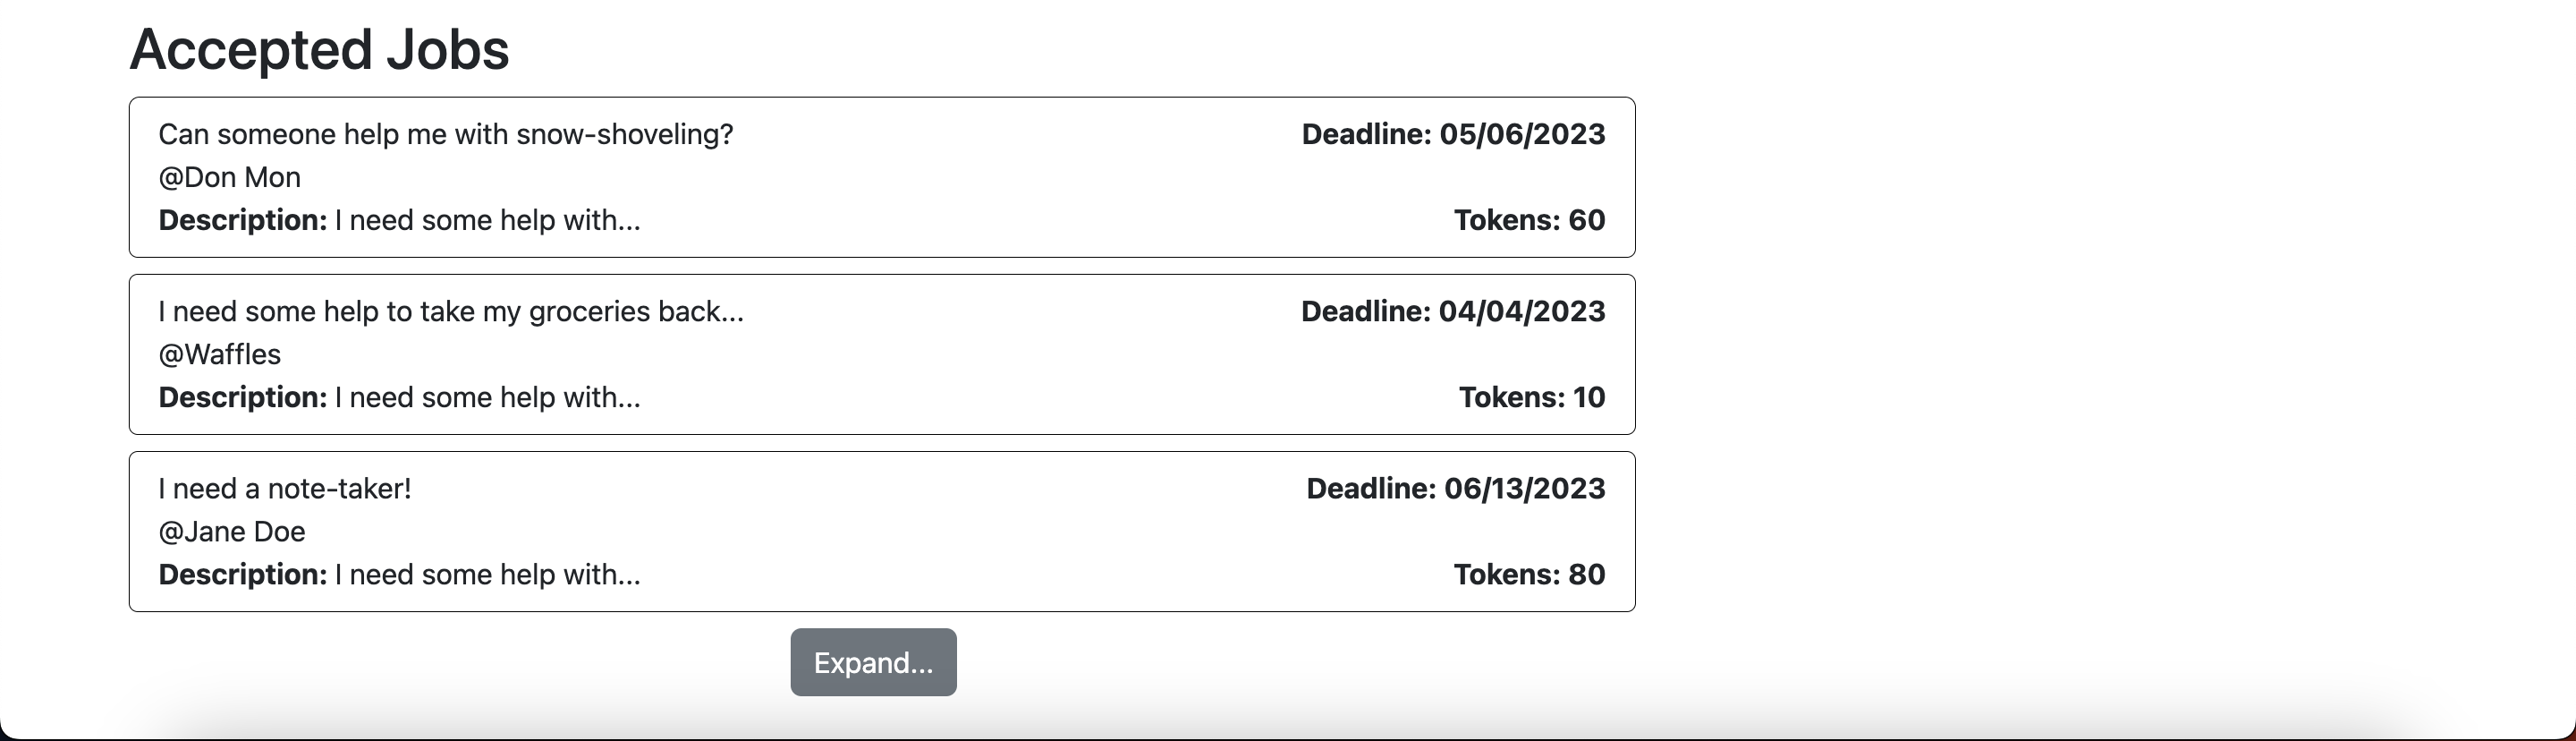 Accepted Jobs
Can someone help me with snow-shoveling?
Deadline: 05/06/2023
@Don Mon
Description: I need some help with...
Tokens: 60
I need some help to take my groceries back...
Deadline: 04/04/2023
@Waffles
Description: I need some help with...
Tokens: 10
I need a note-taker!
Deadline: 06/13/2023
@Jane Doe
Description: I need some help with...
Tokens: 80
Expand...